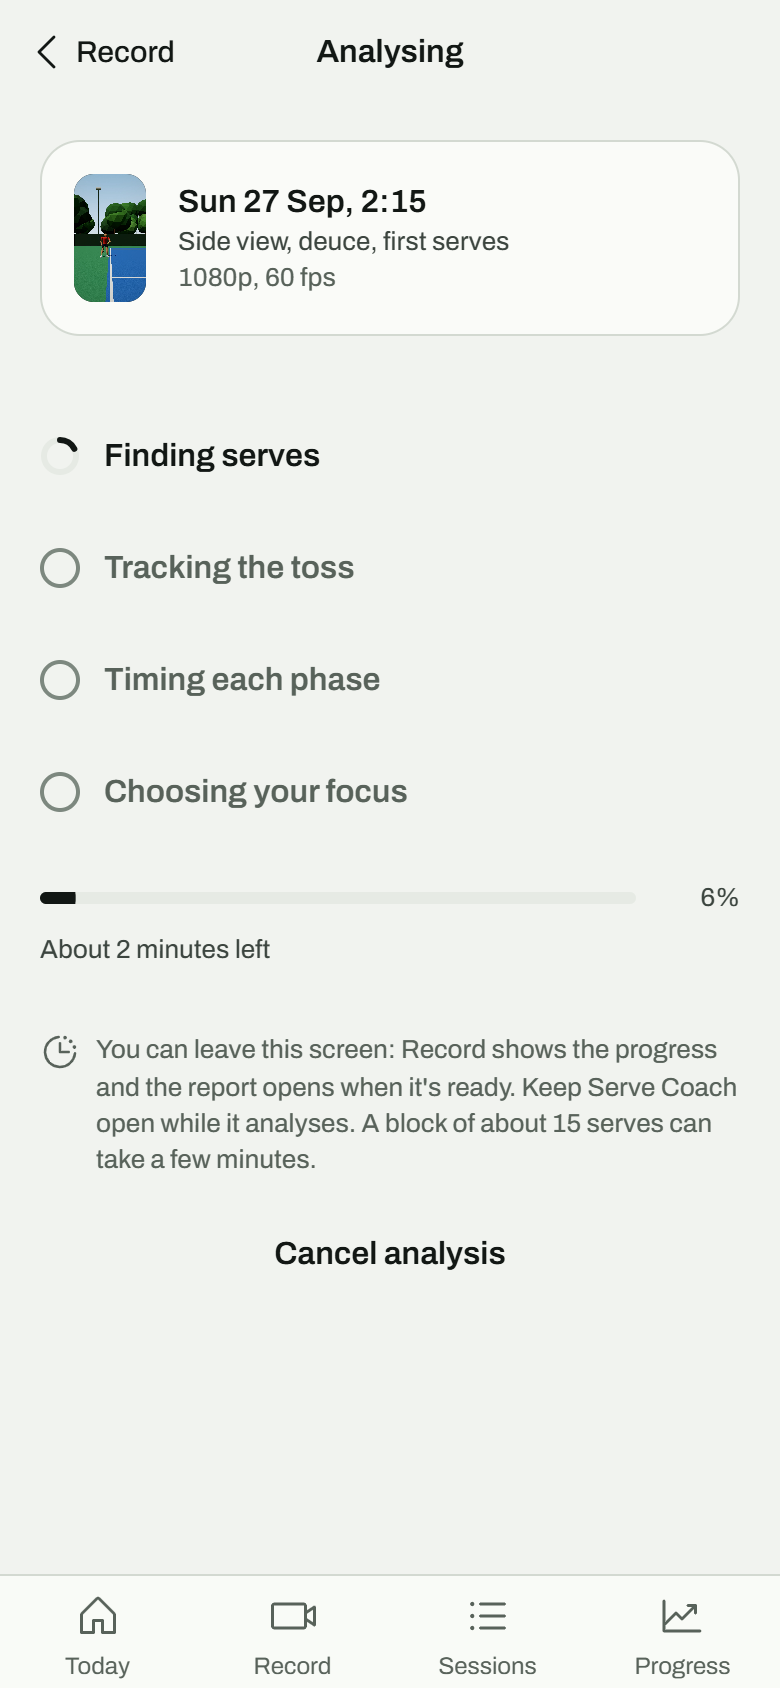 Record
Analysing
Sun 27 Sep, 2:15
Side view, deuce, first serves
1080p, 60 fps
Finding serves
Tracking the toss
Timing each phase
Choosing your focus
6%
About 2 minutes left
You can leave this screen: Record shows the progress
and the report opens when it's ready. Keep Serve Coach
open while it analyses. A block of about 15 serves can
take a few minutes.
Cancel analysis
Today
Record
Sessions
Progress